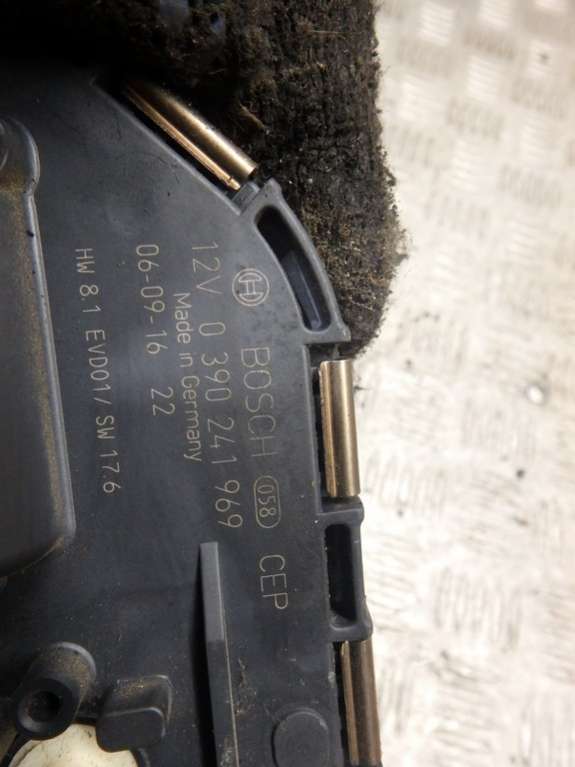 BOSCH 058 CEP
12V 0 390 241 969
Made in Germany
06-09-16 22
HW 8.1 EVD01/ SW 17.6